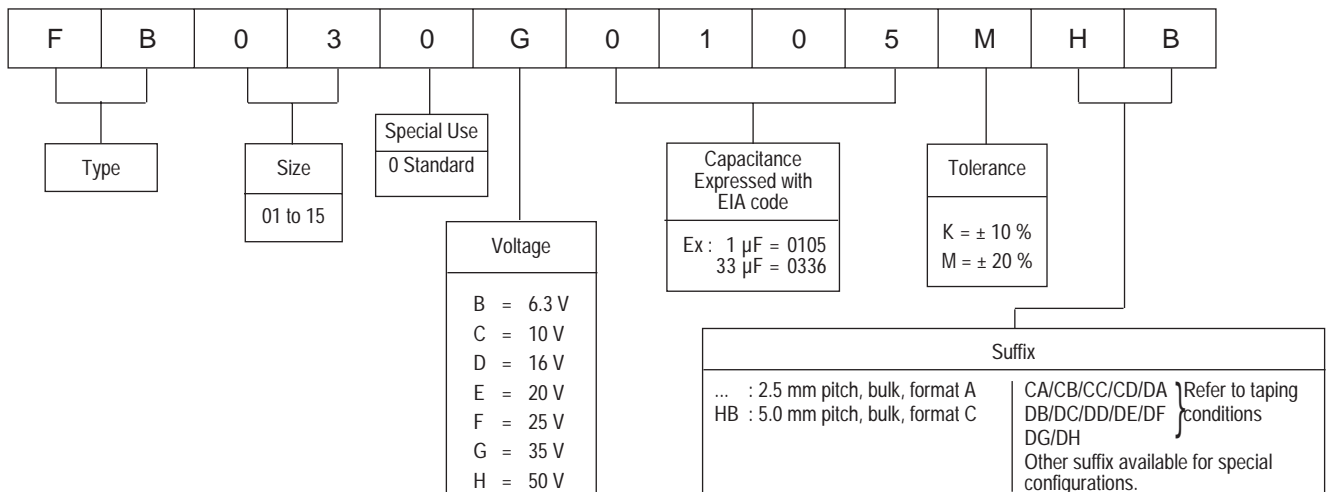 F B 0 3 0 G 0 1 0 5 M H B
Type
Size
01 to 15
Special Use
0 Standard
Voltage
B = 6.3 V
C = 10 V
D = 16 V
E = 20 V
F = 25 V
G = 35 V
H = 50 V
Capacitance
Expressed with
EIA code
Ex : 1 µF = 0105
33 µF = 0336
Tolerance
K = ± 10 %
M = ± 20 %
Suffix
... : 2.5 mm pitch, bulk, format A
HB : 5.0 mm pitch, bulk, format C
CA/CB/CC/CD/DA } Refer to taping
DB/DC/DD/DE/DF conditions
DG/DH
Other suffix available for special
configurations.